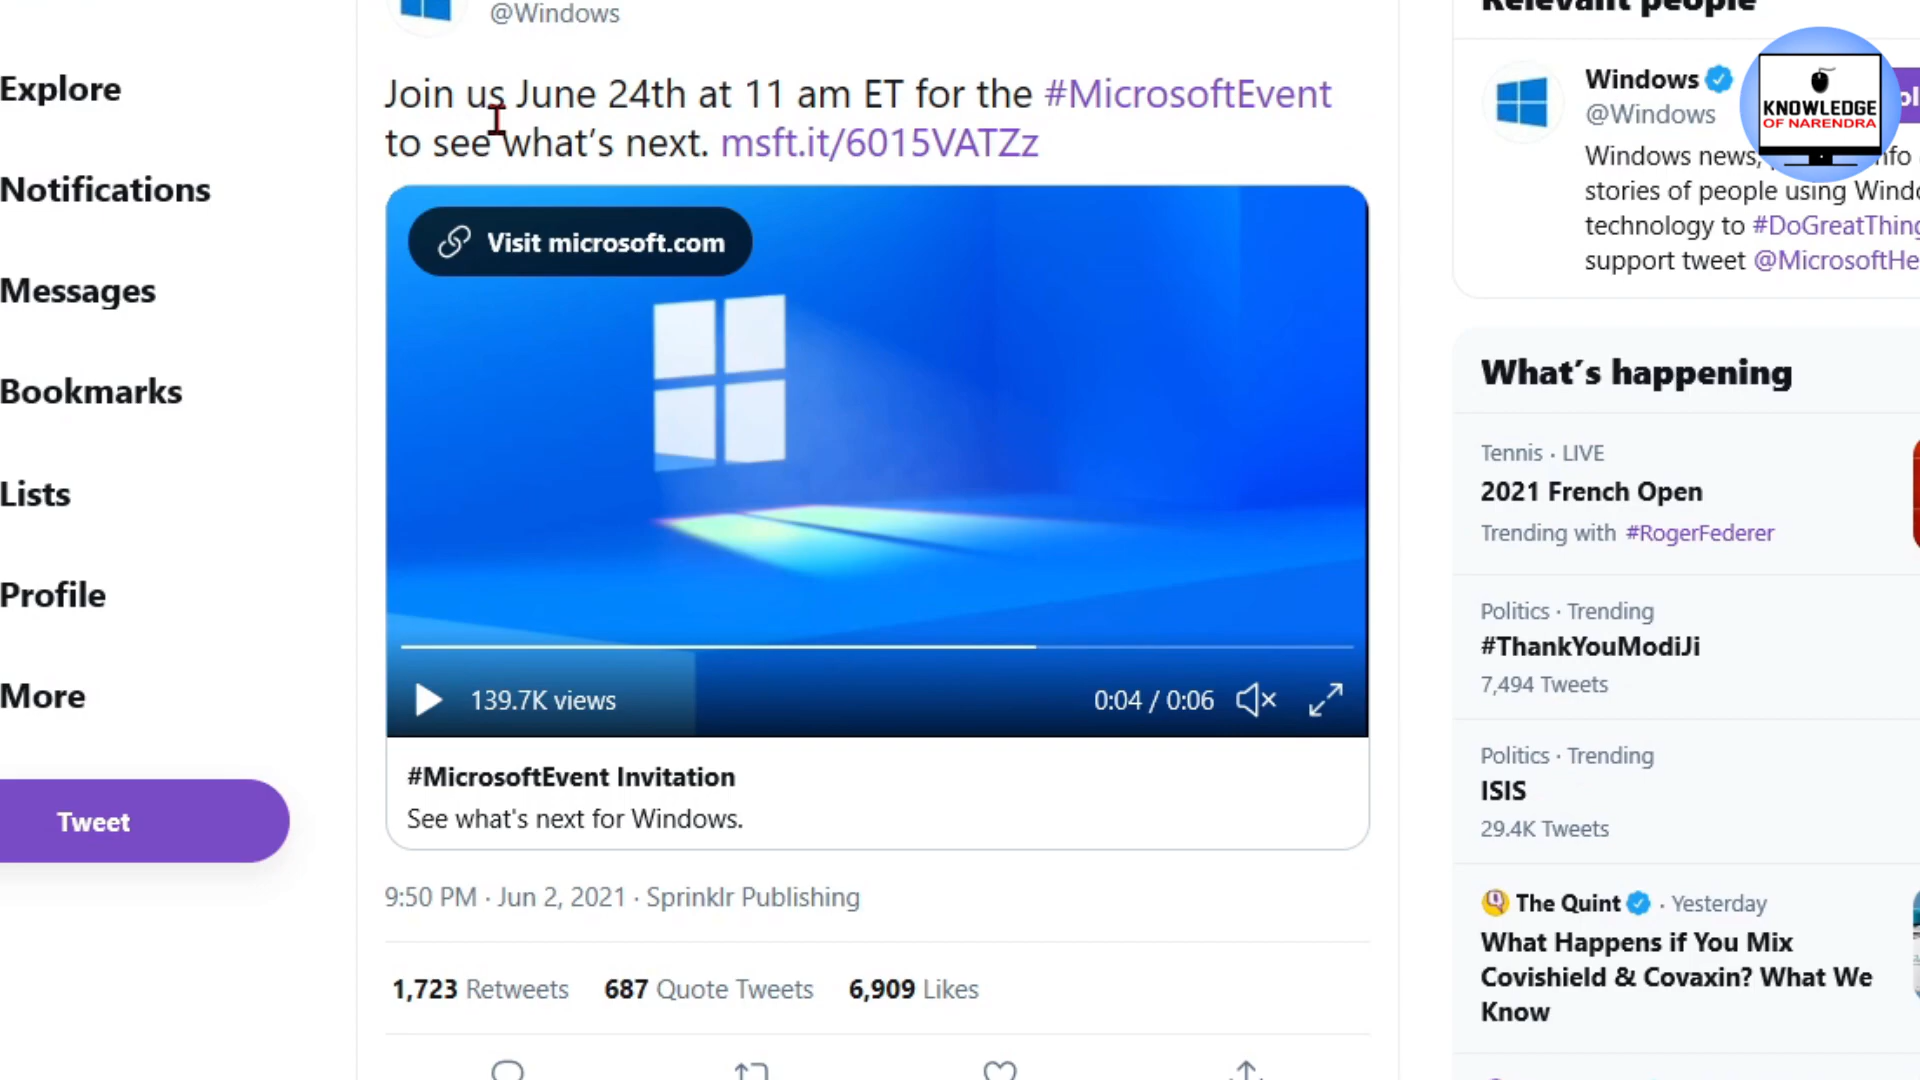 @Windows
Join us June 24th at 11 am ET for the #MicrosoftEvent
to see what's next. msft.it/6015VATZz
Visit microsoft.com
139.7K views
0:04 / 0:06
#MicrosoftEvent Invitation
See what's next for Windows.
9:50 PM · Jun 2, 2021 · Sprinklr Publishing
1,723 Retweets 687 Quote Tweets 6,909 Likes
Explore
Notifications
Messages
Bookmarks
Lists
Profile
More
Tweet
Relevant people
Windows
@Windows
Windows news,
stories of people using
technology to
support tweet
KNOWLEDGE
OF NARENDRA
What's happening
Tennis · LIVE
2021 French Open
Trending with #RogerFederer
Politics · Trending
#ThankYouModiJi
7,494 Tweets
Politics · Trending
ISIS
29.4K Tweets
The Quint · Yesterday
What Happens if You Mix
Covishield & Covaxin? What We
Know